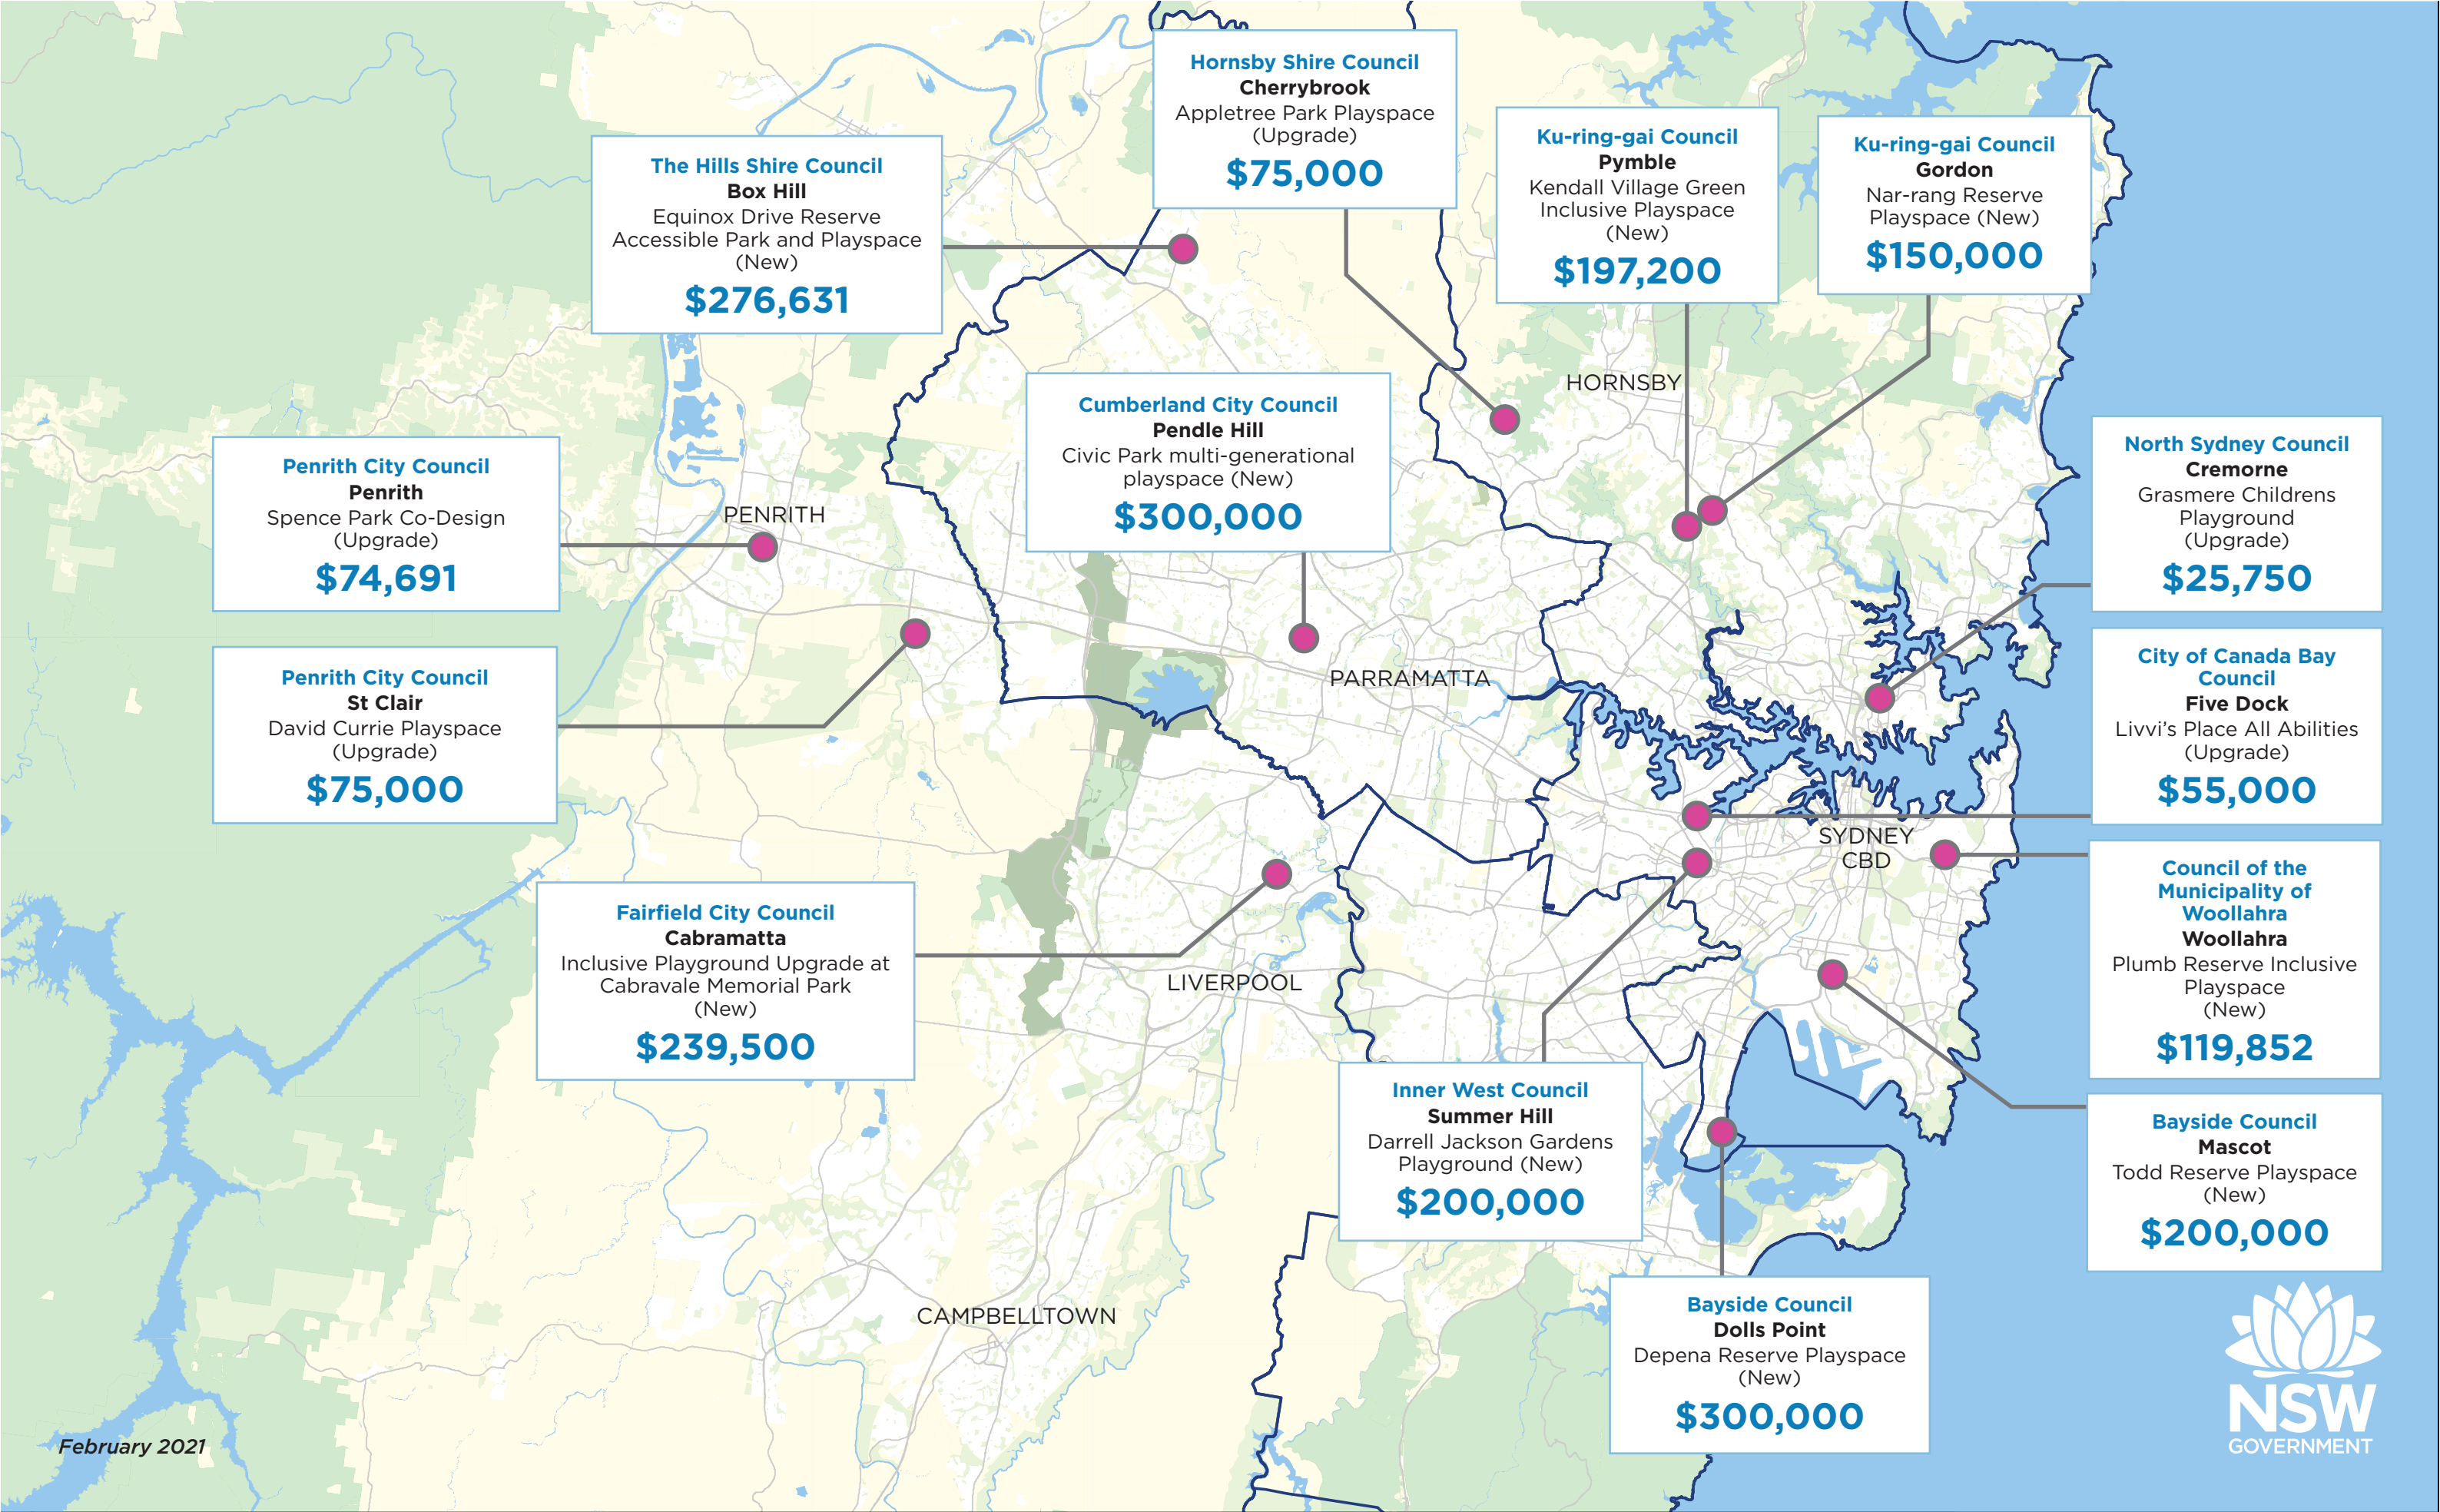 Hornsby Shire Council
Cherrybrook
Appletree Park Playspace
(Upgrade)
$75,000
Ku-ring-gai Council
Pymble
Kendall Village Green
Inclusive Playspace
(New)
$197,200
Ku-ring-gai Council
Gordon
Nar-rang Reserve
Playspace (New)
$150,000
The Hills Shire Council
Box Hill
Equinox Drive Reserve
Accessible Park and Playspace
(New)
$276,631
HORNSBY
Cumberland City Council
Pendle Hill
Civic Park multi-generational
playspace (New)
$300,000
North Sydney Council
Cremorne
Grasmere Childrens
Playground
(Upgrade)
$25,750
Penrith City Council
Penrith
Spence Park Co-Design
(Upgrade)
$74,691
PENRITH
PARRAMATTA
Penrith City Council
St Clair
David Currie Playspace
(Upgrade)
$75,000
City of Canada Bay
Council
Five Dock
Livvi's Place All Abilities
(Upgrade)
$55,000
SYDNEY
CBD
Council of the
Municipality of
Woollahra
Woollahra
Plumb Reserve Inclusive
Playspace
(New)
$119,852
Fairfield City Council
Cabramatta
Inclusive Playground Upgrade at
Cabravale Memorial Park
(New)
$239,500
LIVERPOOL
Inner West Council
Summer Hill
Darrell Jackson Gardens
Playground (New)
$200,000
Bayside Council
Mascot
Todd Reserve Playspace
(New)
$200,000
CAMPBELLTOWN
Bayside Council
Dolls Point
Depena Reserve Playspace
(New)
$300,000
February 2021
NSW
GOVERNMENT